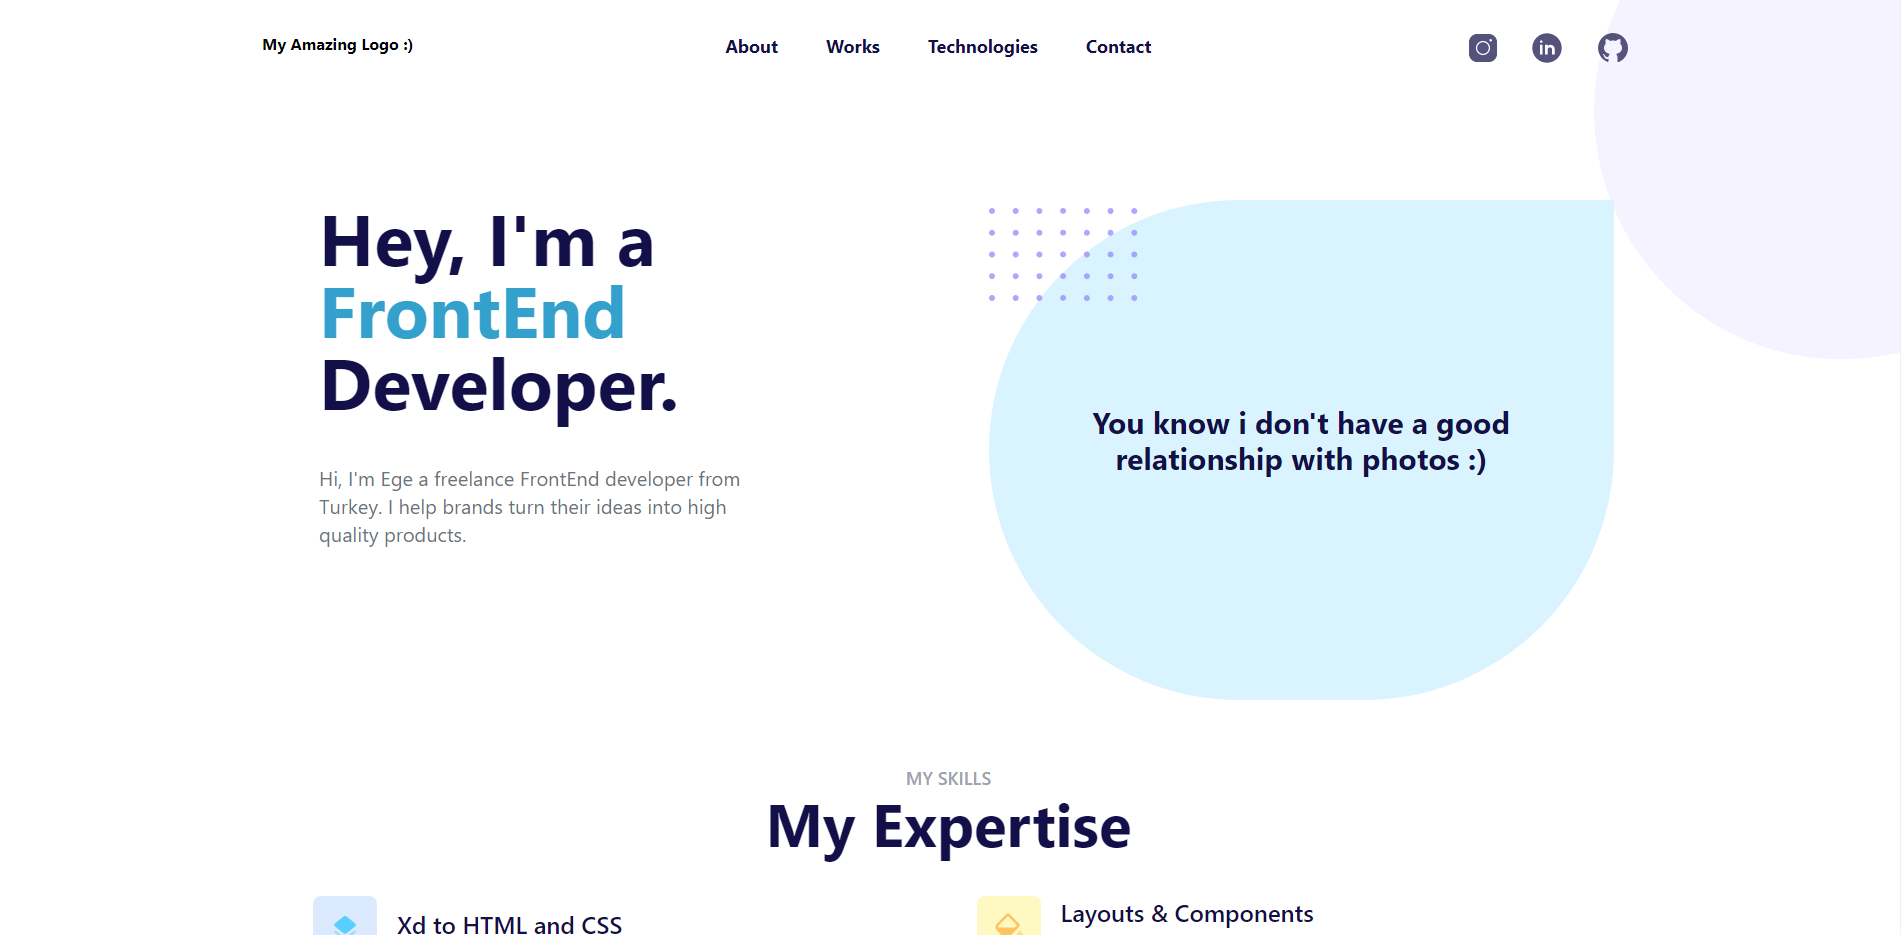 My Amazing Logo :)
About Works Technologies Contact
Hey, I'm a
FrontEnd
Developer.
Hi, I'm Ege a freelance FrontEnd developer from
Turkey. I help brands turn their ideas into high
quality products.
You know i don't have a good
relationship with photos :)
MY SKILLS
My Expertise
Xd to HTML and CSS
Layouts & Components